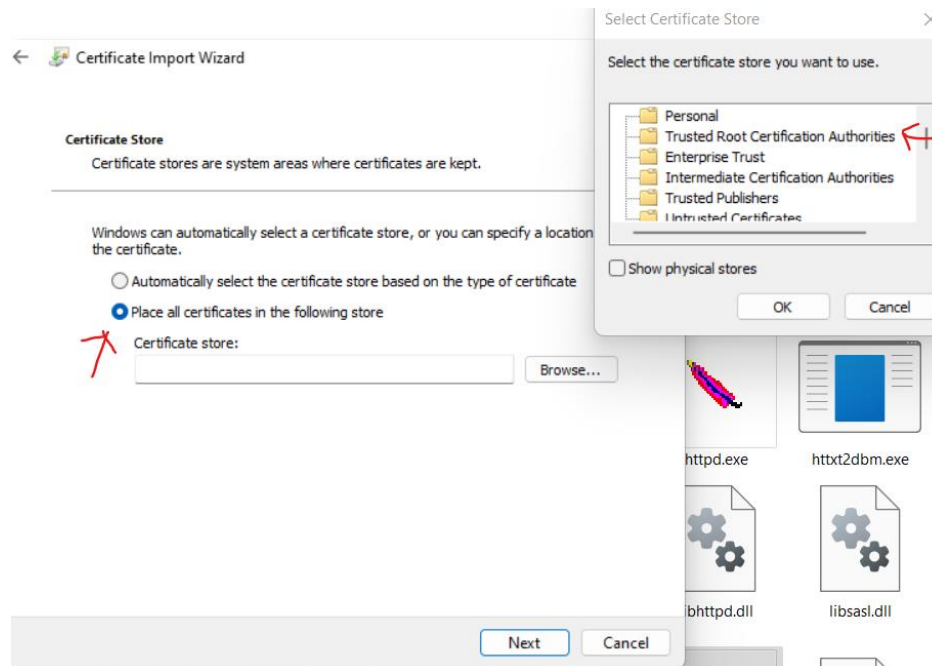 Select Certificate Store
Certificate Import Wizard
Select the certificate store you want to use.
Personal
Trusted Root Certification Authorities
Enterprise Trust
Intermediate Certification Authorities
Trusted Publishers
Untrusted Certificates
Show physical stores
OK
Cancel
Certificate Store
Certificate stores are system areas where certificates are kept.
Windows can automatically select a certificate store, or you can specify a location
the certificate.
Automatically select the certificate store based on the type of certificate
Place all certificates in the following store
Certificate store:
Browse...
httpd.exe
httxt2dbm.exe
bhttpd.dll
libsasl.dll
Next
Cancel